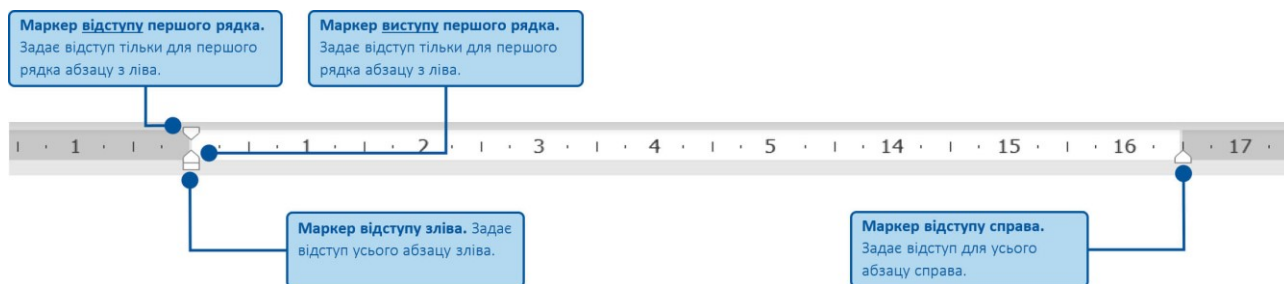 Маркер відступу першого рядка.
Задає відступ тільки для першого
рядка абзацу з ліва.
Маркер виступу першого рядка.
Задає відступ тільки для першого
рядка абзацу з ліва.
1 1 2 3 4 5 14 15 16 17
Маркер відступу зліва. Задає
відступ усього абзацу зліва.
Маркер відступу справа.
Задає відступ для усього
абзацу справа.